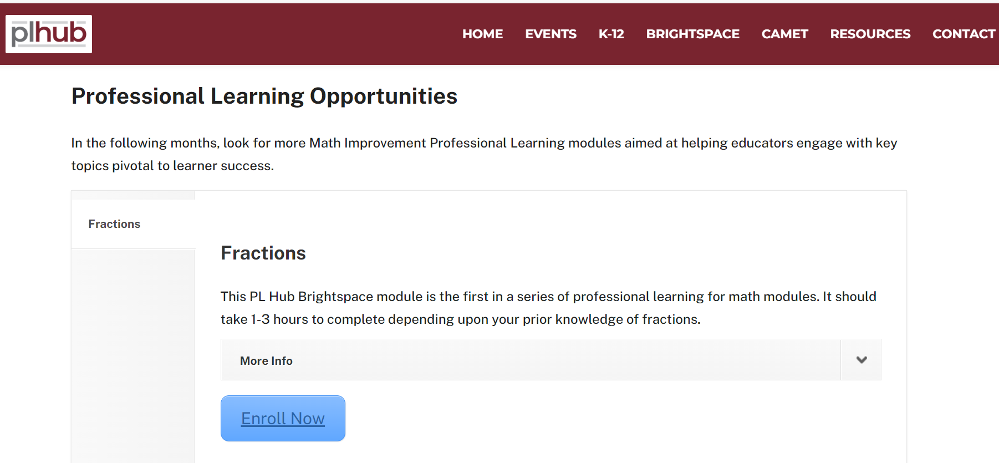 plhub
HOME EVENTS K-12 BRIGHTSPACE CAMET RESOURCES CONTACT
Professional Learning Opportunities
In the following months, look for more Math Improvement Professional Learning modules aimed at helping educators engage with key
topics pivotal to learner success.
Fractions
Fractions
This PL Hub Brightspace module is the first in a series of professional learning for math modules. It should
take 1-3 hours to complete depending upon your prior knowledge of fractions.
More Info
Enroll Now